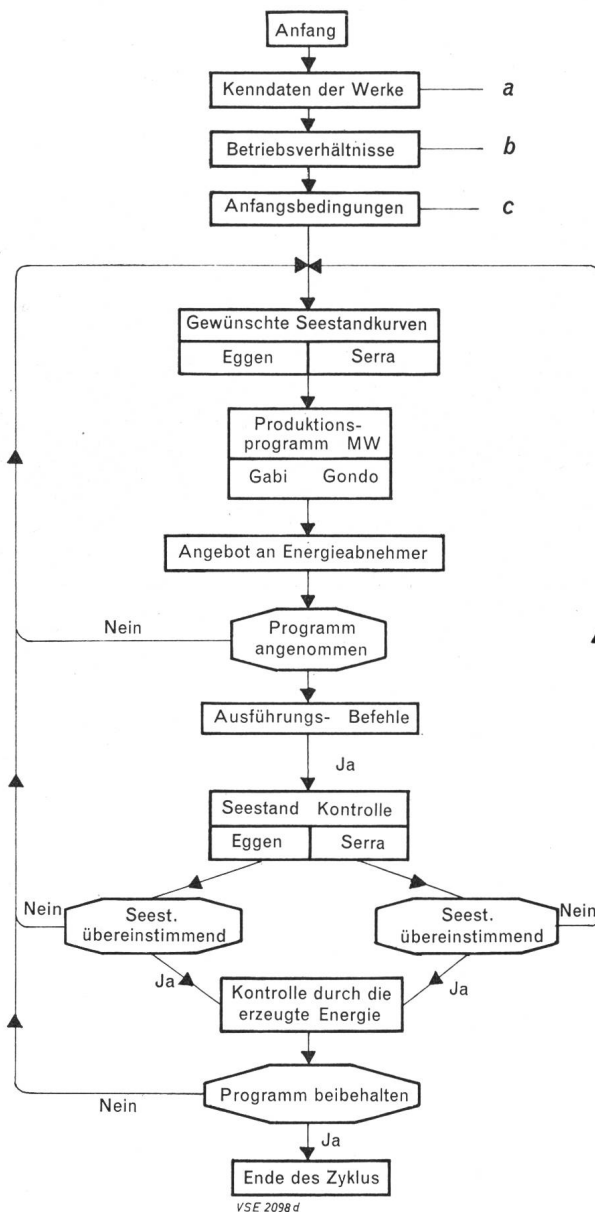 Anfang
Kenndaten der Werke
a
Betriebsverhältnisse
b
Anfangsbedingungen
c
Gewünschte Seestandkurven
Eggen
Serra
Produktions-
programm MW
Gabi Gondo
Angebot an Energieabnehmer
Nein
Programm
angenommen
Ausführungs- Befehle
Ja
Seestand Kontrolle
Eggen
Serra
Nein
Seest.
übereinstimmend
Seest.
übereinstimmend
Nein
Ja
Kontrolle durch die
erzeugte Energie
Ja
Programm beibehalten
Nein
Ja
Ende des Zyklus
VSE 2098d